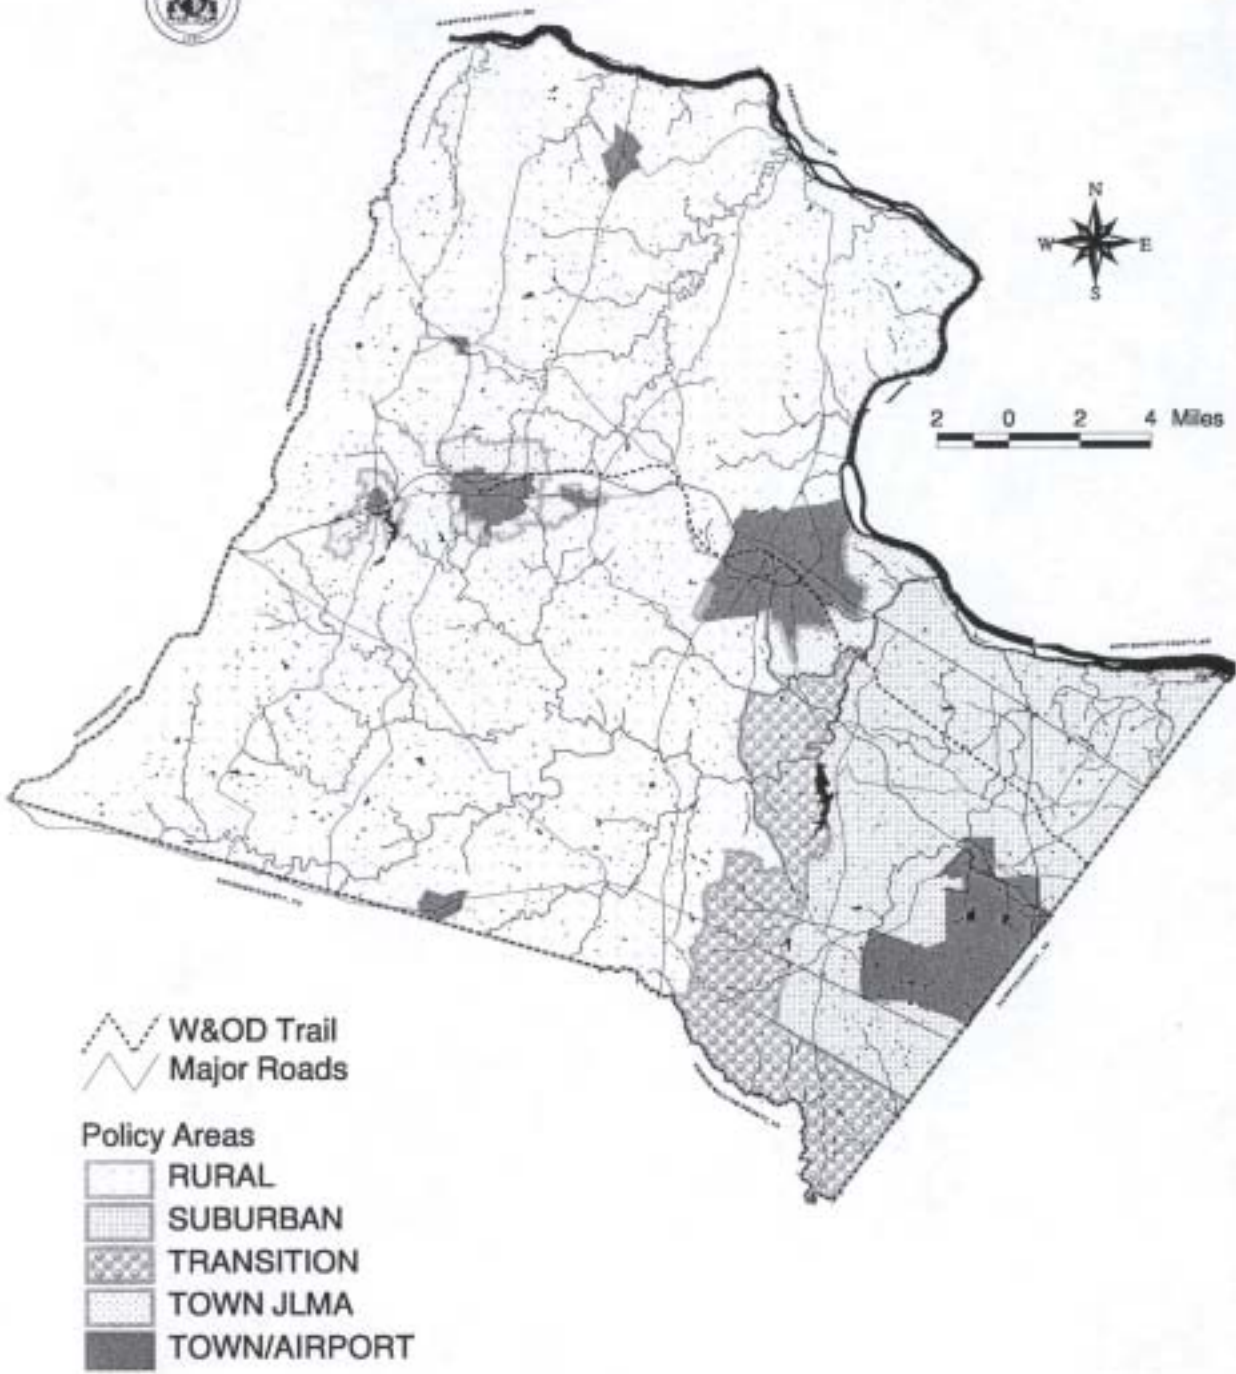 N
W E
S
2 0 2 4 Miles
W&OD Trail
Major Roads
Policy Areas
RURAL
SUBURBAN
TRANSITION
TOWN JLMA
TOWN/AIRPORT